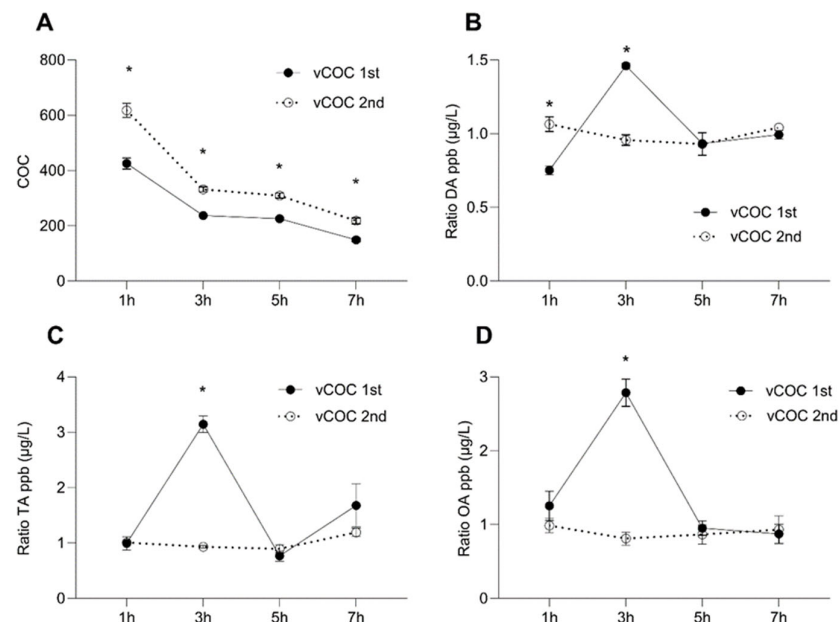 A
800
600
400
200
0
COC
*
*
*
*
vCOC 1st
vCOC 2nd
1h 3h 5h 7h
B
1.5
1.0
0.5
0.0
Ratio DA ppb (µg/L)
*
*
vCOC 1st
vCOC 2nd
1h 3h 5h 7h
C
4
3
2
1
0
Ratio TA ppb (µg/L)
*
vCOC 1st
vCOC 2nd
1h 3h 5h 7h
D
3
2
1
0
Ratio OA ppb (µg/L)
*
vCOC 1st
vCOC 2nd
1h 3h 5h 7h